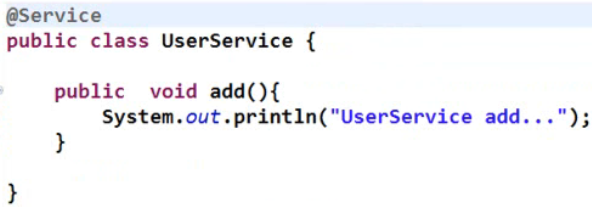 @Service
public class UserService {
public  void add(){
System.out.println("UserService add...");
}
}